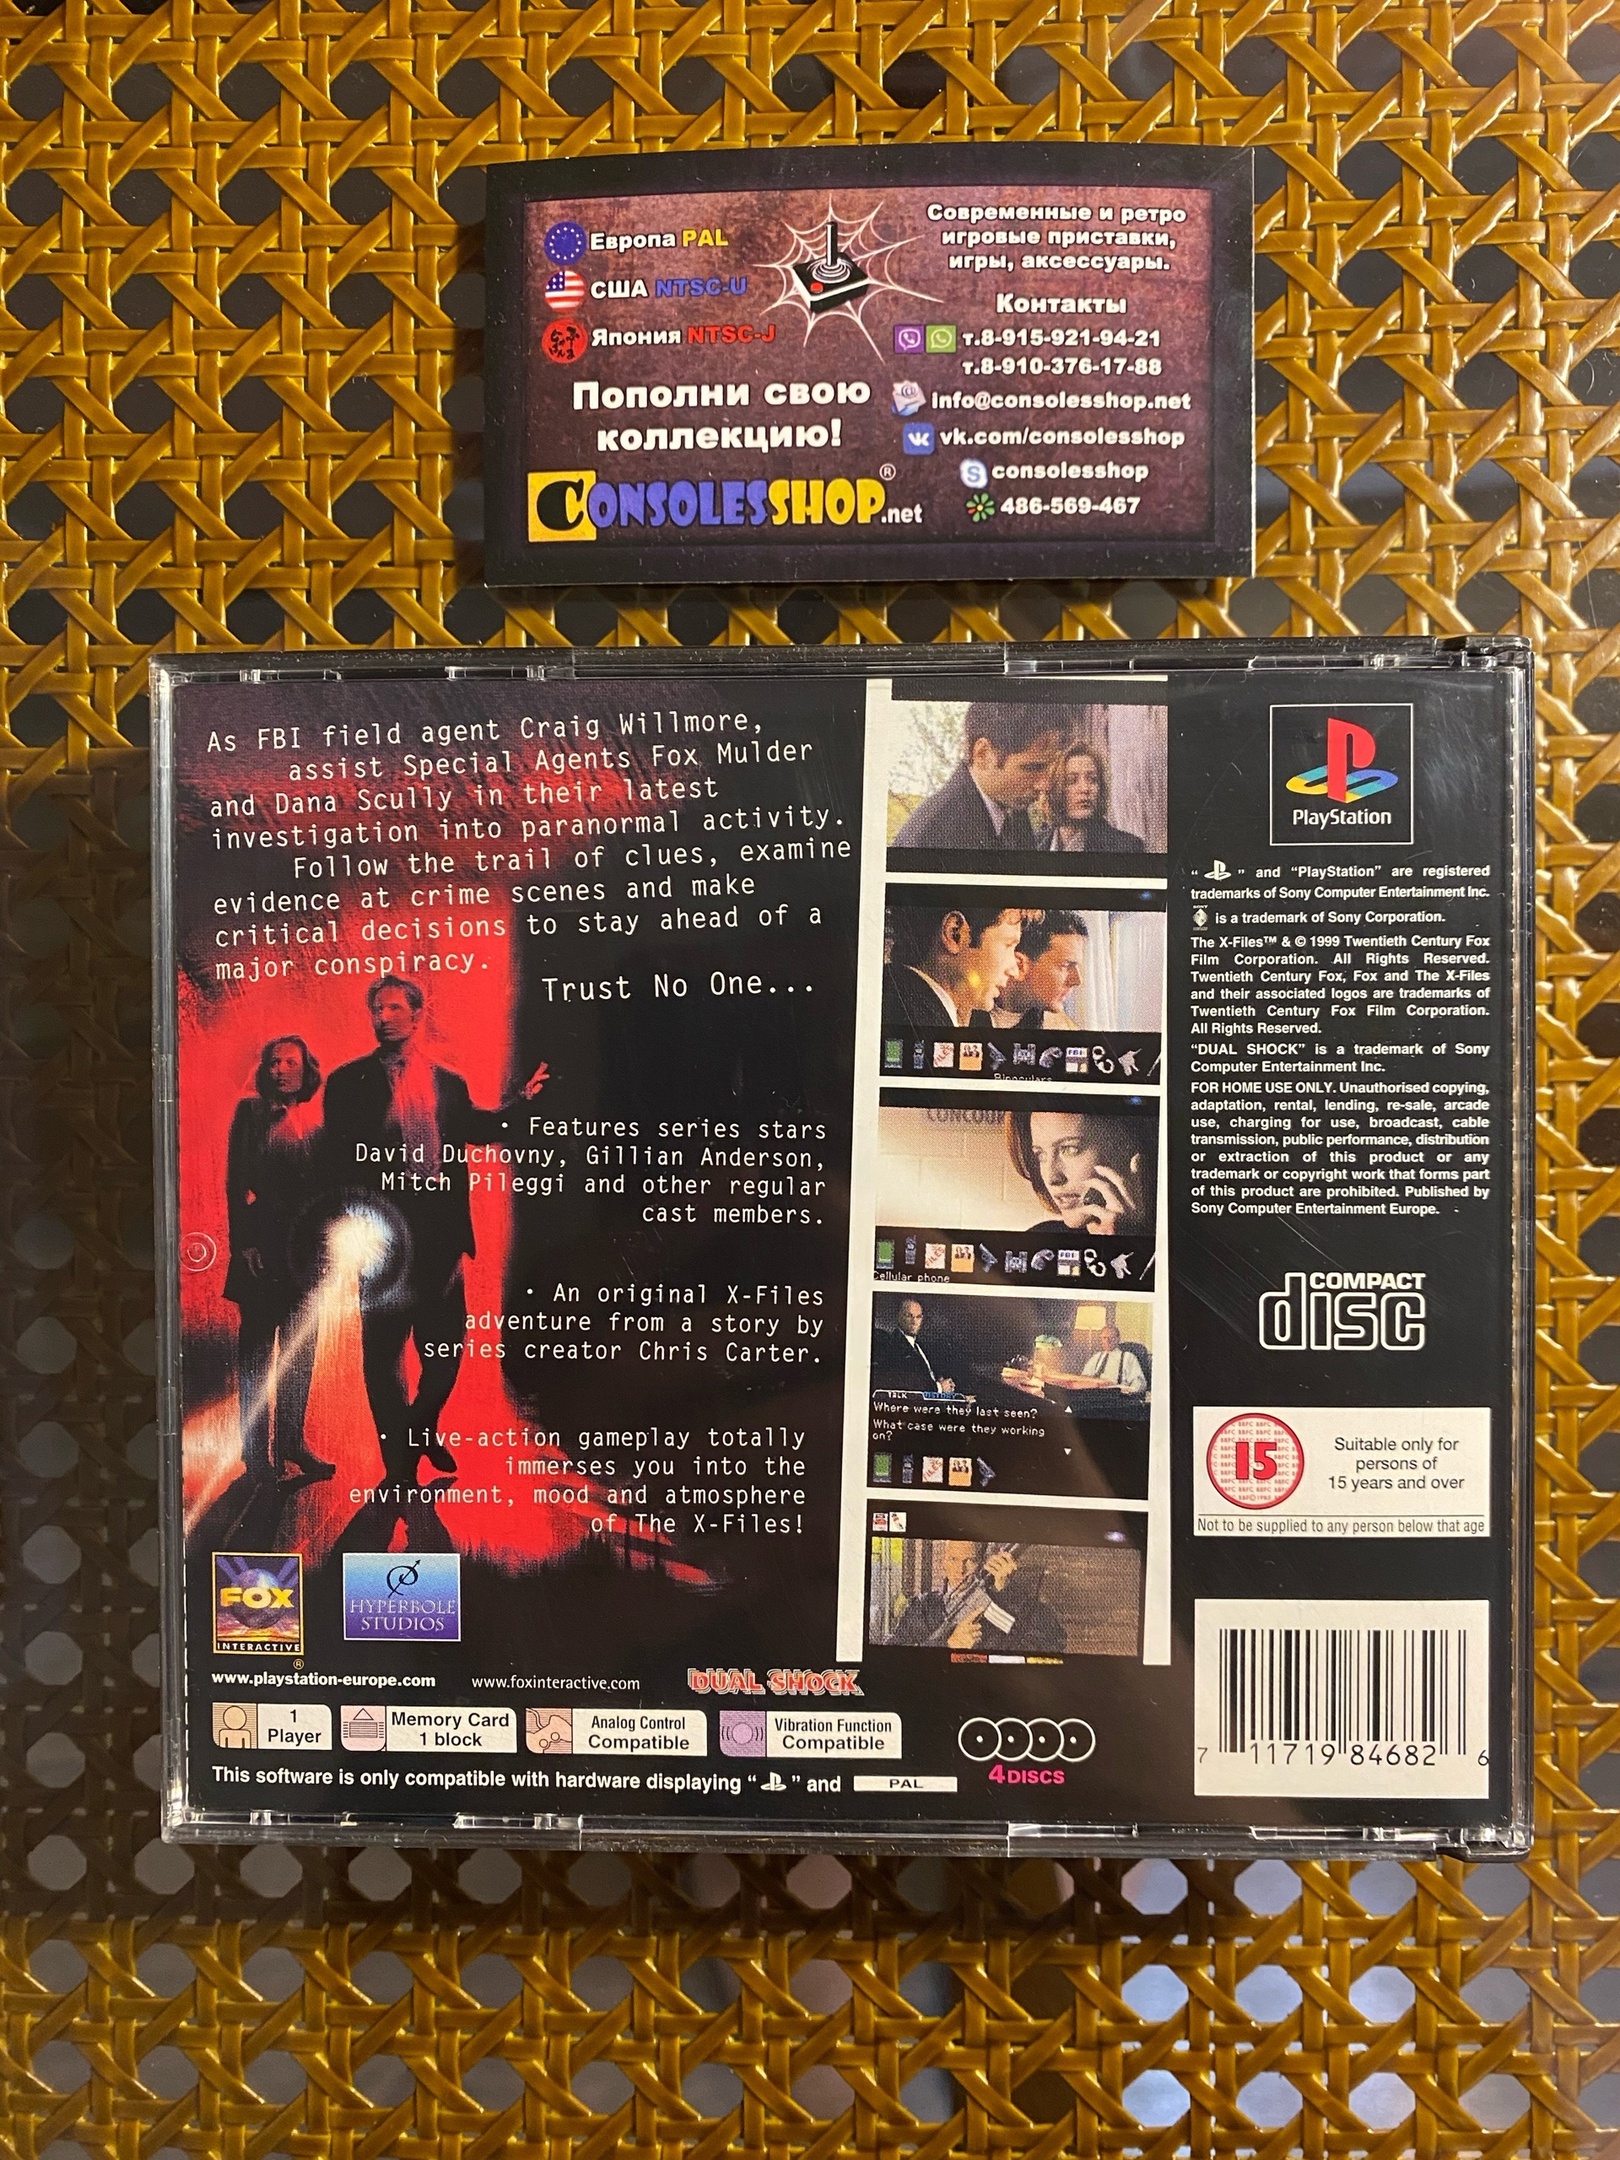 Европа PAL
США NTSC-U
Япония NTSC-J
Пополни свою
коллекцию!
CONSOLESSHOP.net
®
Современные и ретро
игровые приставки,
игры, аксессуары.
Контакты
т.8-915-921-94-21
т.8-910-376-17-88
info@consolesshop.net
vk.com/consolesshop
consolesshop
486-569-467
As FBI field agent Craig Willmore,
assist Special Agents Fox Mulder
and Dana Scully in their latest
investigation into paranormal activity.
Follow the trail of clues, examine
evidence at crime scenes and make
critical decisions to stay ahead of a
major conspiracy.
Trust No One...
· Features series stars
David Duchovny, Gillian Anderson,
Mitch Pileggi and other regular
cast members.
· An original X-Files
adventure from a story by
series creator Chris Carter.
· Live-action gameplay totally
immerses you into the
environment, mood and atmosphere
of The X-Files!
FOX
INTERACTIVE
®
HYPERBOLE
STUDIOS
www.playstation-europe.com
www.foxinteractive.com
DUAL SHOCK
1
Player
Memory Card
1 block
Analog Control
Compatible
Vibration Function
Compatible
4 DISCS
This software is only compatible with hardware displaying " " and PAL
Binoculars
Cellular phone
TALK
Where were they last seen?
What case were they working
on?
PlayStation
" " and "PlayStation" are registered
trademarks of Sony Computer Entertainment Inc.
is a trademark of Sony Corporation.
The X-Files™ & © 1999 Twentieth Century Fox
Film Corporation. All Rights Reserved.
Twentieth Century Fox, Fox and The X-Files
and their associated logos are trademarks of
Twentieth Century Fox Film Corporation.
All Rights Reserved.
"DUAL SHOCK" is a trademark of Sony
Computer Entertainment Inc.
FOR HOME USE ONLY. Unauthorised copying,
adaptation, rental, lending, re-sale, arcade
use, charging for use, broadcast, cable
transmission, public performance, distribution
or extraction of this product or any
trademark or copyright work that forms part
of this product are prohibited. Published by
Sony Computer Entertainment Europe.
COMPACT
disc
15
Suitable only for
persons of
15 years and over
Not to be supplied to any person below that age
7 11719 84682 6